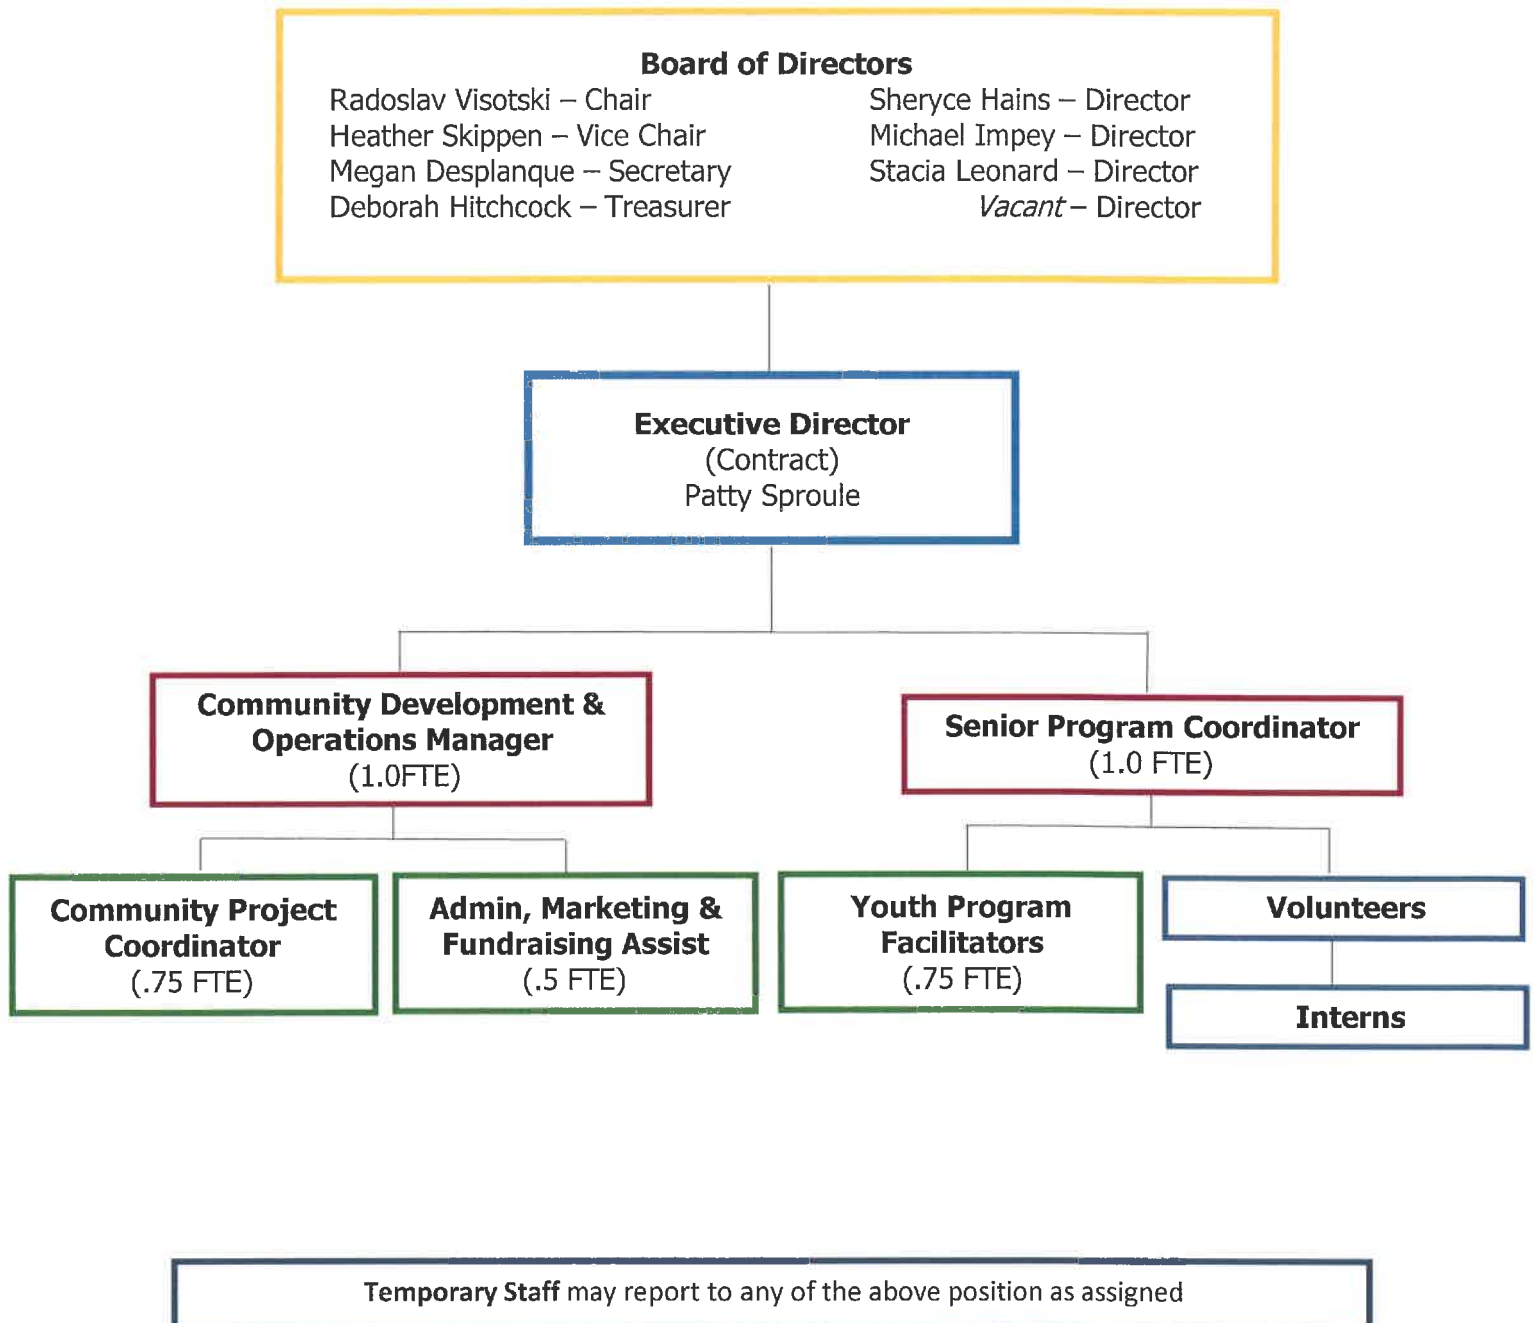 Board of Directors
Radoslav Visotski – Chair
Heather Skippen – Vice Chair
Megan Desplanque – Secretary
Deborah Hitchcock – Treasurer
Sheryce Hains – Director
Michael Impey – Director
Stacia Leonard – Director
Vacant – Director
Executive Director
(Contract)
Patty Sproule
Community Development &
Operations Manager
(1.0FTE)
Senior Program Coordinator
(1.0 FTE)
Community Project
Coordinator
(.75 FTE)
Admin, Marketing &
Fundraising Assist
(.5 FTE)
Youth Program
Facilitators
(.75 FTE)
Volunteers
Interns
Temporary Staff may report to any of the above position as assigned